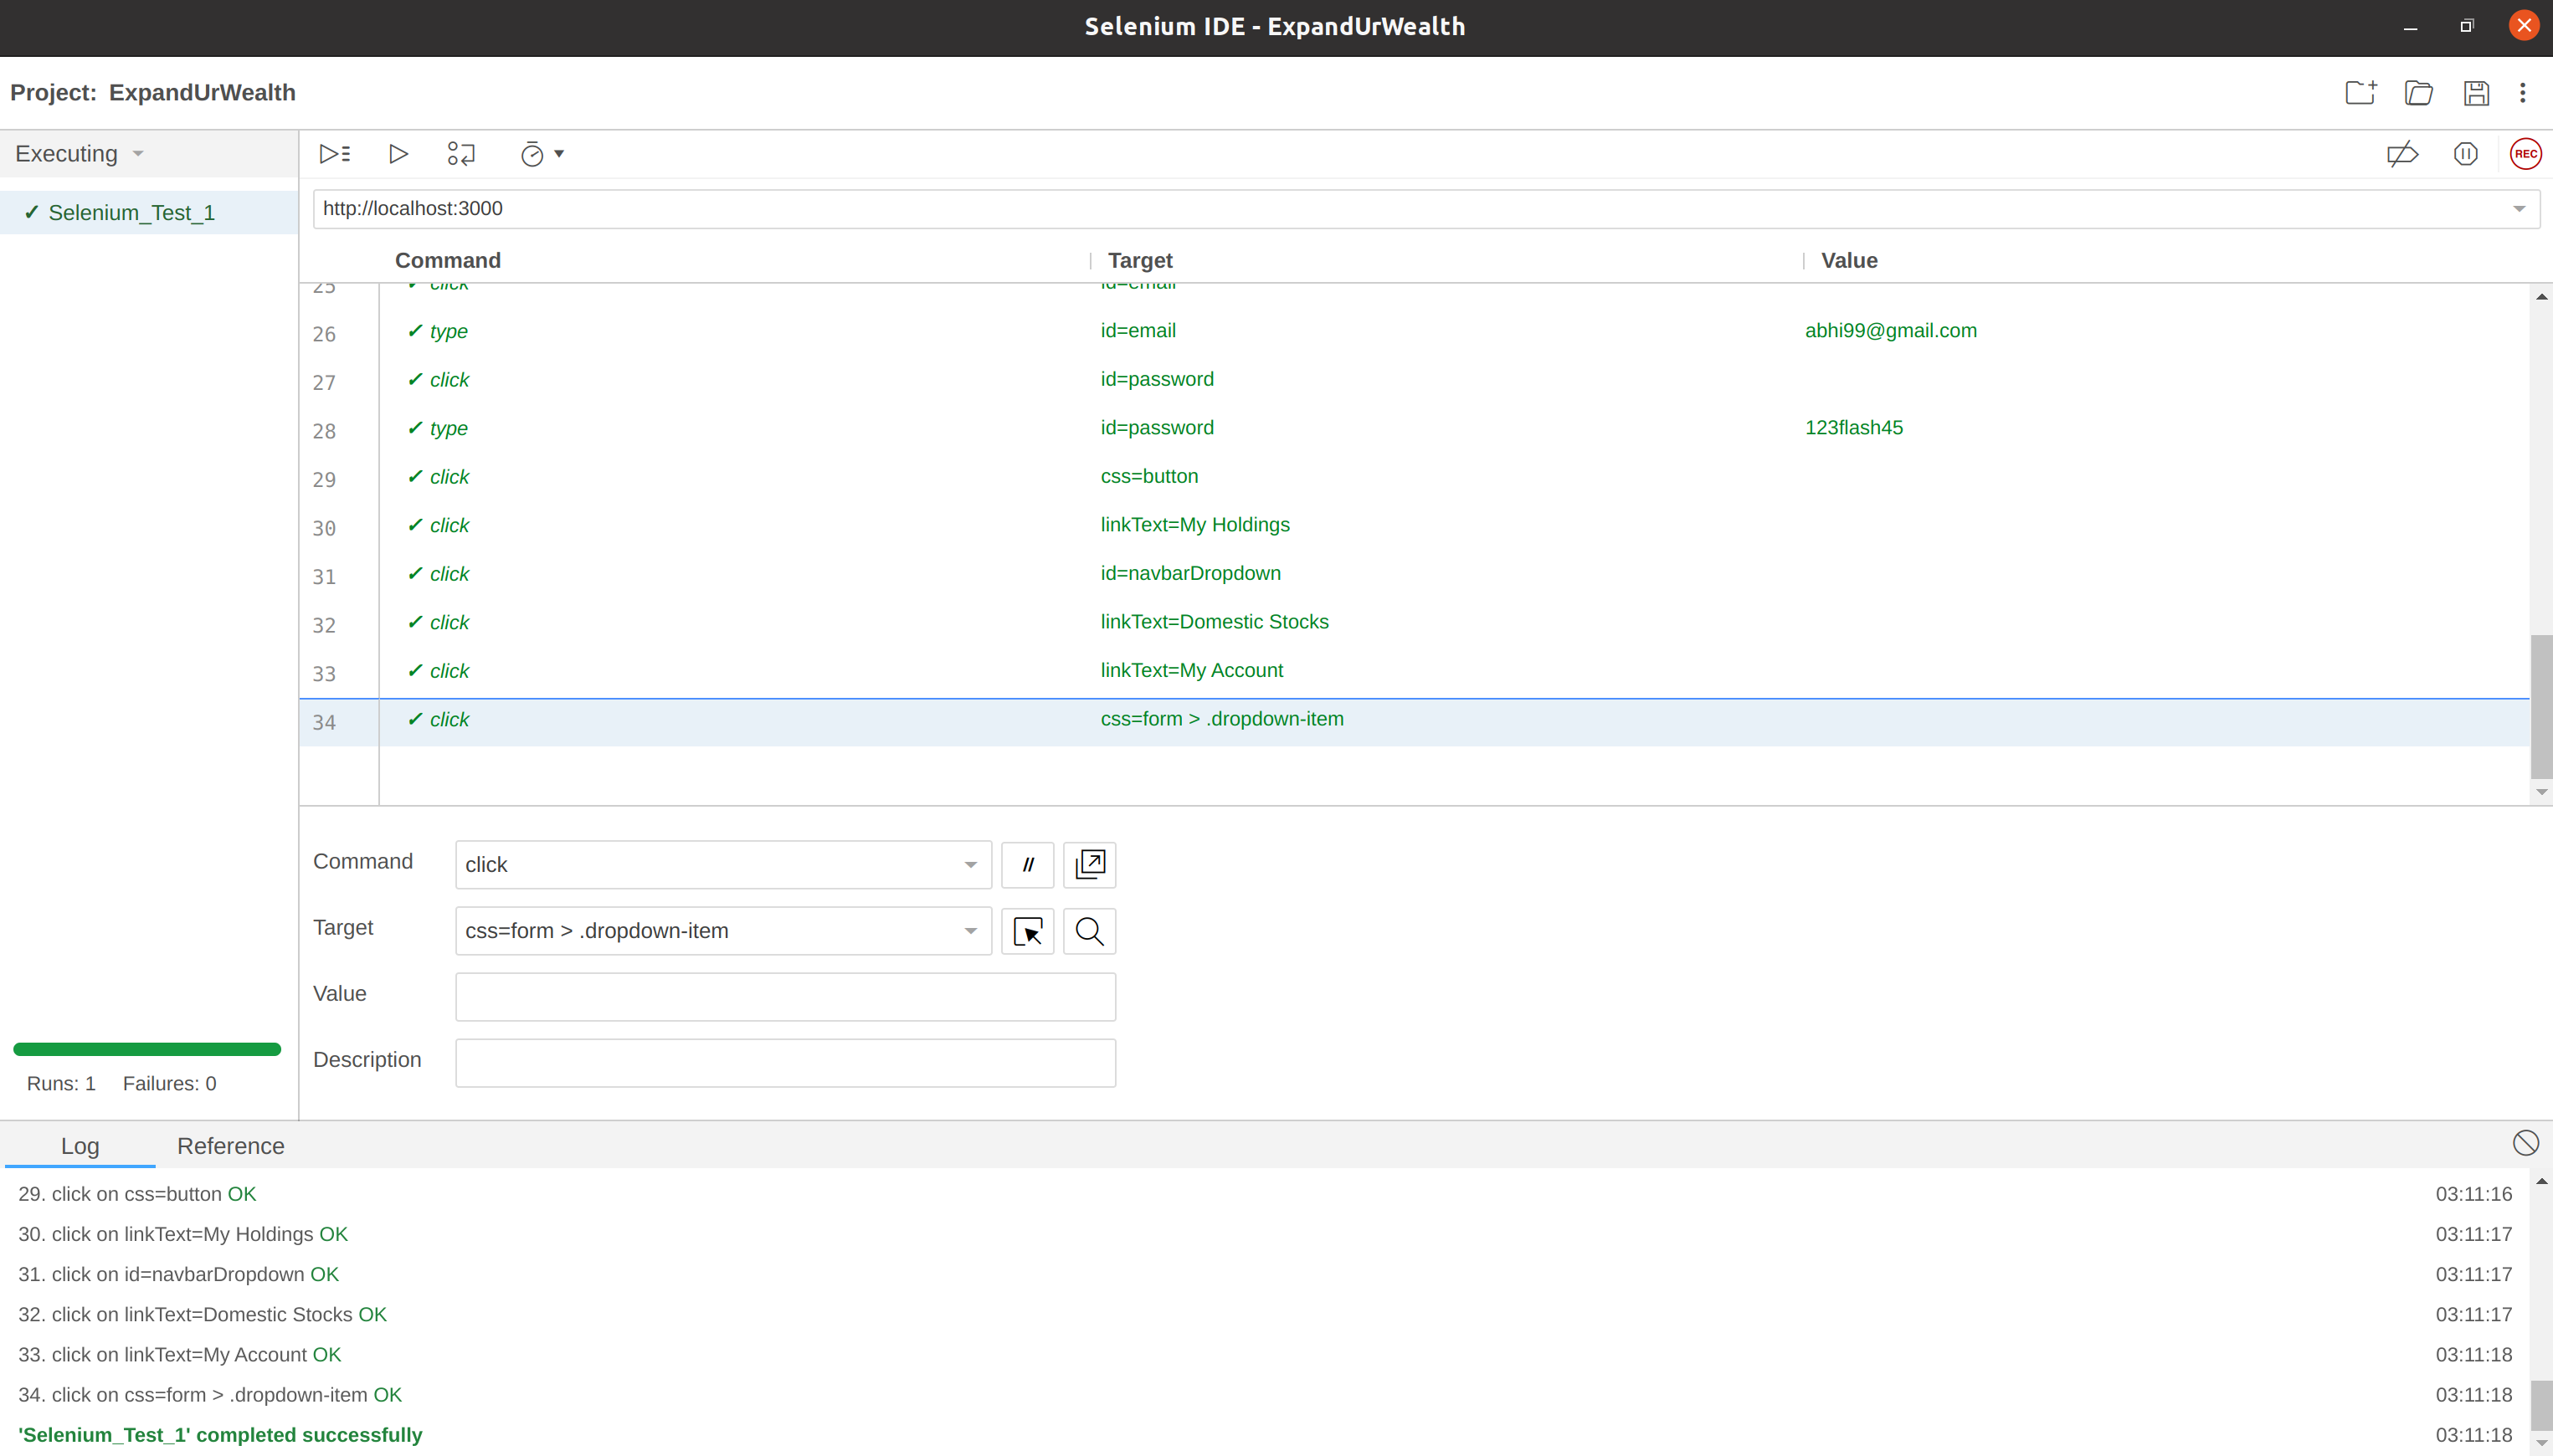 Selenium IDE - ExpandUrWealth
Project: ExpandUrWealth
Executing
REC
✓ Selenium_Test_1
http://localhost:3000
Command Target Value
25 ✓ click id=email
26 ✓ type id=email abhi99@gmail.com
27 ✓ click id=password
28 ✓ type id=password 123flash45
29 ✓ click css=button
30 ✓ click linkText=My Holdings
31 ✓ click id=navbarDropdown
32 ✓ click linkText=Domestic Stocks
33 ✓ click linkText=My Account
34 ✓ click css=form > .dropdown-item
Command click //
Target css=form > .dropdown-item
Value
Description
Runs: 1 Failures: 0
Log Reference
29. click on css=button OK 03:11:16
30. click on linkText=My Holdings OK 03:11:17
31. click on id=navbarDropdown OK 03:11:17
32. click on linkText=Domestic Stocks OK 03:11:17
33. click on linkText=My Account OK 03:11:18
34. click on css=form > .dropdown-item OK 03:11:18
'Selenium_Test_1' completed successfully 03:11:18